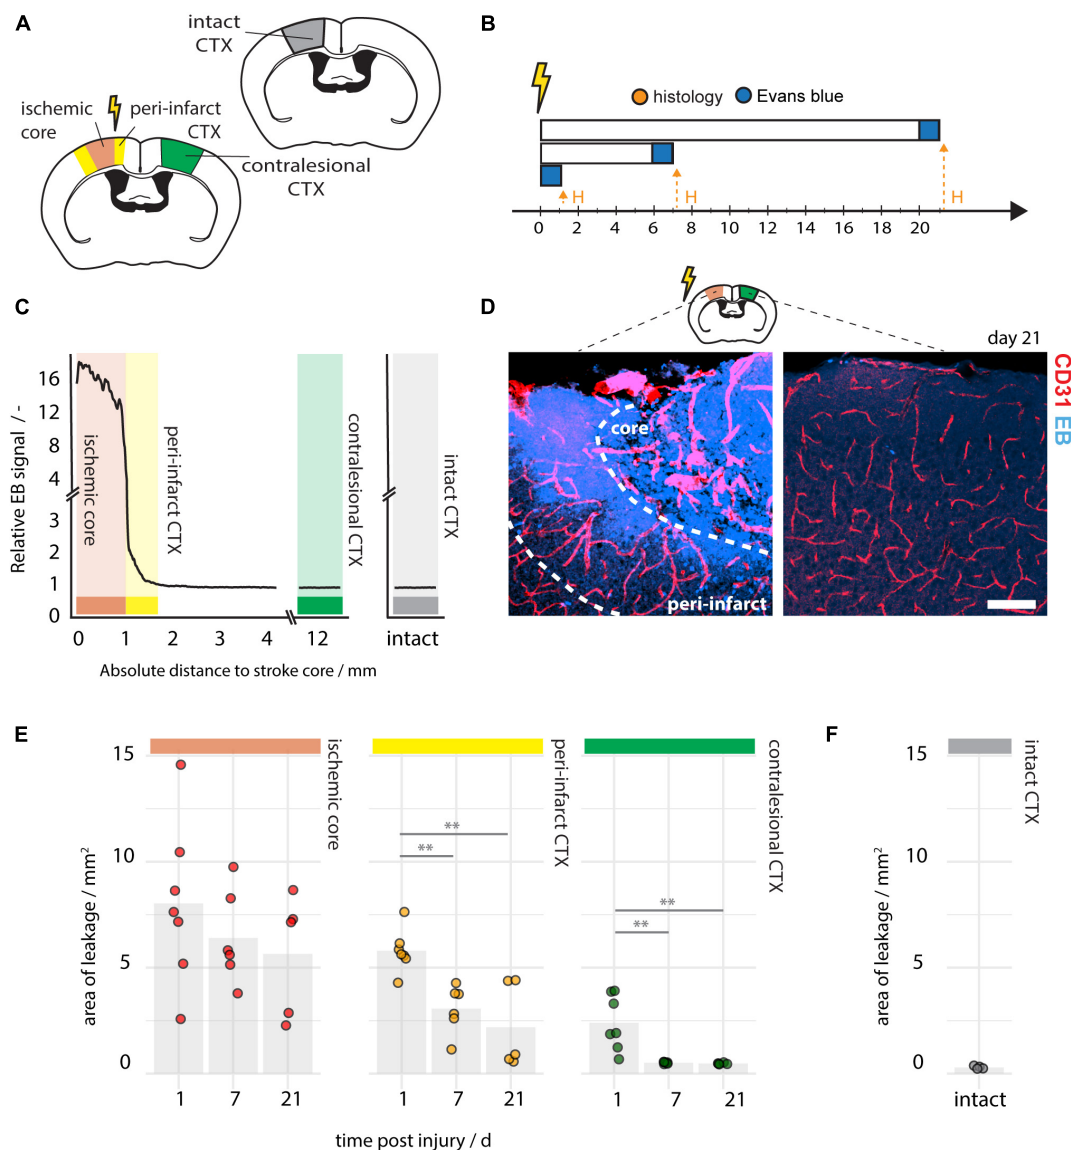 A
intact
CTX
ischemic
core
peri-infarct
CTX
contralesional
CTX
B
histology
Evans blue
H
H
H
0 2 4 6 8 10 12 14 16 18 20
C
Relative EB signal / -
16
12
8
4
3
2
1
0
ischemic core
peri-infarct CTX
contralesional CTX
intact CTX
0 1 2 3 4 12 intact
Absolute distance to stroke core / mm
D
day 21
core
peri-infarct
CD31 EB
E
area of leakage / mm²
15
10
5
0
ischemic core
peri-infarct CTX
contralesional CTX
**
**
**
**
1 7 21 1 7 21 1 7 21
time post injury / d
F
area of leakage / mm²
15
10
5
0
intact CTX
intact